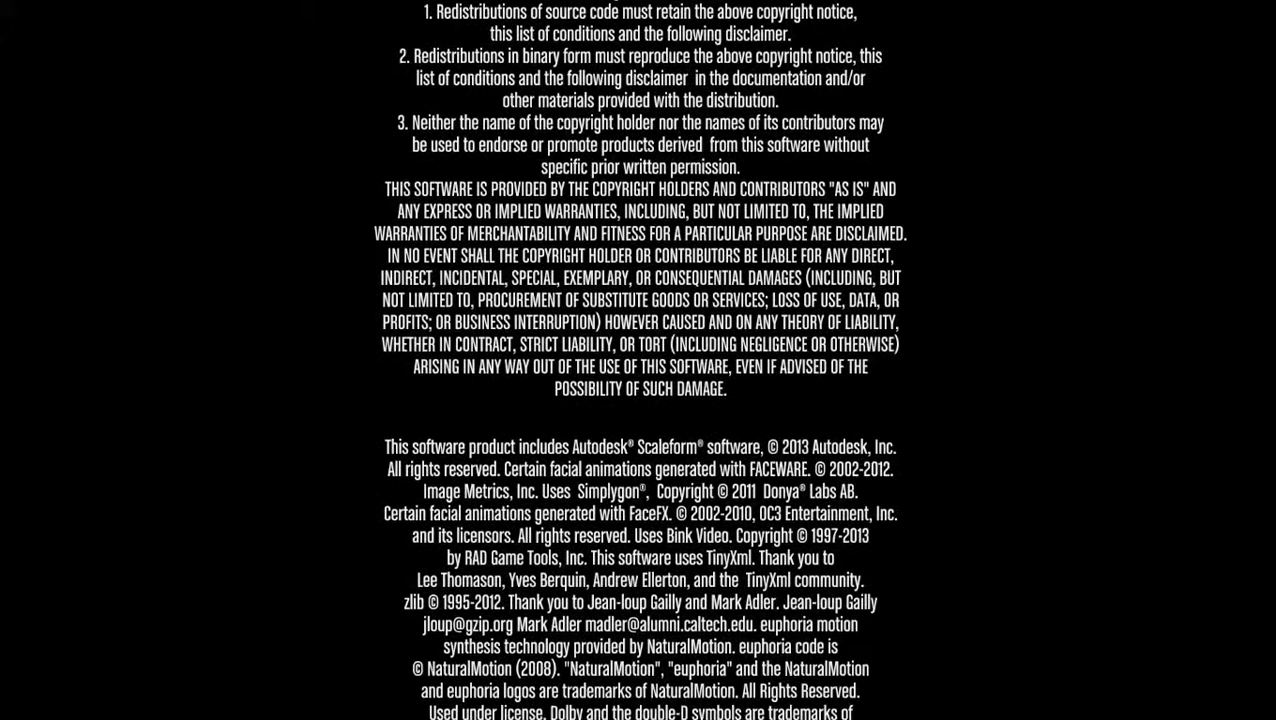 1. Redistributions of source code must retain the above copyright notice,
this list of conditions and the following disclaimer.
2. Redistributions in binary form must reproduce the above copyright notice, this
list of conditions and the following disclaimer in the documentation and/or
other materials provided with the distribution.
3. Neither the name of the copyright holder nor the names of its contributors may
be used to endorse or promote products derived from this software without
specific prior written permission.
THIS SOFTWARE IS PROVIDED BY THE COPYRIGHT HOLDERS AND CONTRIBUTORS "AS IS" AND
ANY EXPRESS OR IMPLIED WARRANTIES, INCLUDING, BUT NOT LIMITED TO, THE IMPLIED
WARRANTIES OF MERCHANTABILITY AND FITNESS FOR A PARTICULAR PURPOSE ARE DISCLAIMED.
IN NO EVENT SHALL THE COPYRIGHT HOLDER OR CONTRIBUTORS BE LIABLE FOR ANY DIRECT,
INDIRECT, INCIDENTAL, SPECIAL, EXEMPLARY, OR CONSEQUENTIAL DAMAGES (INCLUDING, BUT
NOT LIMITED TO, PROCUREMENT OF SUBSTITUTE GOODS OR SERVICES; LOSS OF USE, DATA, OR
PROFITS; OR BUSINESS INTERRUPTION) HOWEVER CAUSED AND ON ANY THEORY OF LIABILITY,
WHETHER IN CONTRACT, STRICT LIABILITY, OR TORT (INCLUDING NEGLIGENCE OR OTHERWISE)
ARISING IN ANY WAY OUT OF THE USE OF THIS SOFTWARE, EVEN IF ADVISED OF THE
POSSIBILITY OF SUCH DAMAGE.
This software product includes Autodesk® Scaleform® software, © 2013 Autodesk, Inc.
All rights reserved. Certain facial animations generated with FACEWARE. © 2002-2012.
Image Metrics, Inc. Uses Simplygon®, Copyright © 2011 Donya® Labs AB.
Certain facial animations generated with FaceFX. © 2002-2010, OC3 Entertainment, Inc.
and its licensors. All rights reserved. Uses Bink Video. Copyright © 1997-2013
by RAD Game Tools, Inc. This software uses TinyXml. Thank you to
Lee Thomason, Yves Berquin, Andrew Ellerton, and the TinyXml community.
zlib © 1995-2012. Thank you to Jean-loup Gailly and Mark Adler. Jean-loup Gailly
jloup@gzip.org Mark Adler madler@alumni.caltech.edu. euphoria motion
synthesis technology provided by NaturalMotion. euphoria code is
© NaturalMotion (2008). "NaturalMotion", "euphoria" and the NaturalMotion
and euphoria logos are trademarks of NaturalMotion. All Rights Reserved.
Used under license. Dolby and the double-D symbols are trademarks of